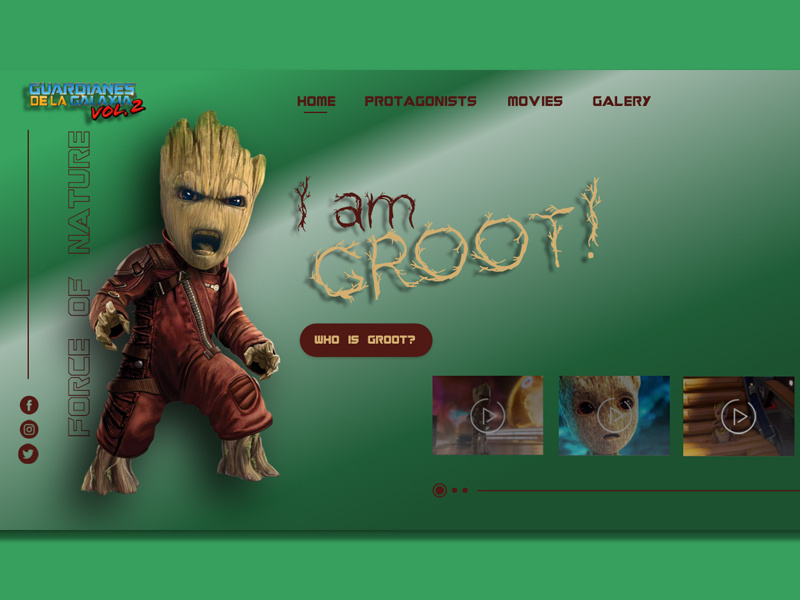 GUARDIANES
DE LA GALAXIA
VOL.2
HOME PROTAGONISTS MOVIES GALERY
FORCE OF NATURE
I am
GROOT!
WHO IS GROOT?